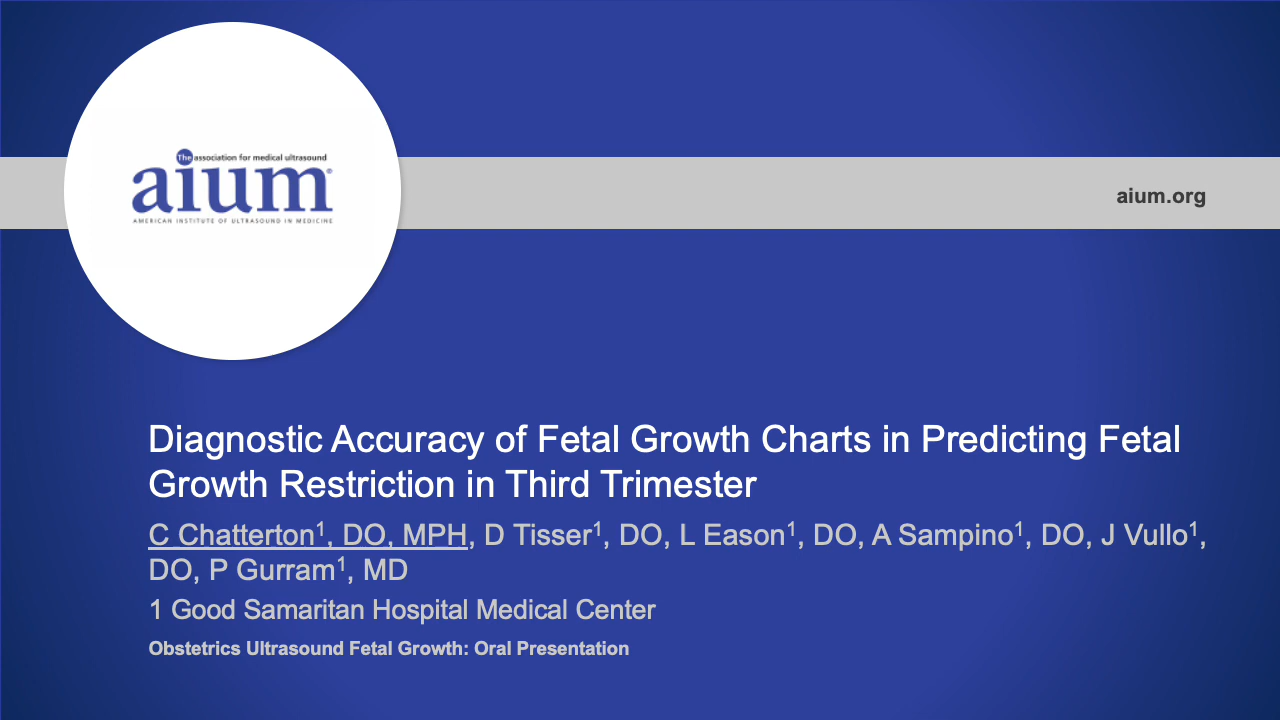 The association for medical ultrasound
aium®
AMERICAN INSTITUTE OF ULTRASOUND IN MEDICINE
aium.org
Diagnostic Accuracy of Fetal Growth Charts in Predicting Fetal
Growth Restriction in Third Trimester
C Chatterton¹, DO, MPH, D Tisser¹, DO, L Eason¹, DO, A Sampino¹, DO, J Vullo¹,
DO, P Gurram¹, MD
1 Good Samaritan Hospital Medical Center
Obstetrics Ultrasound Fetal Growth: Oral Presentation